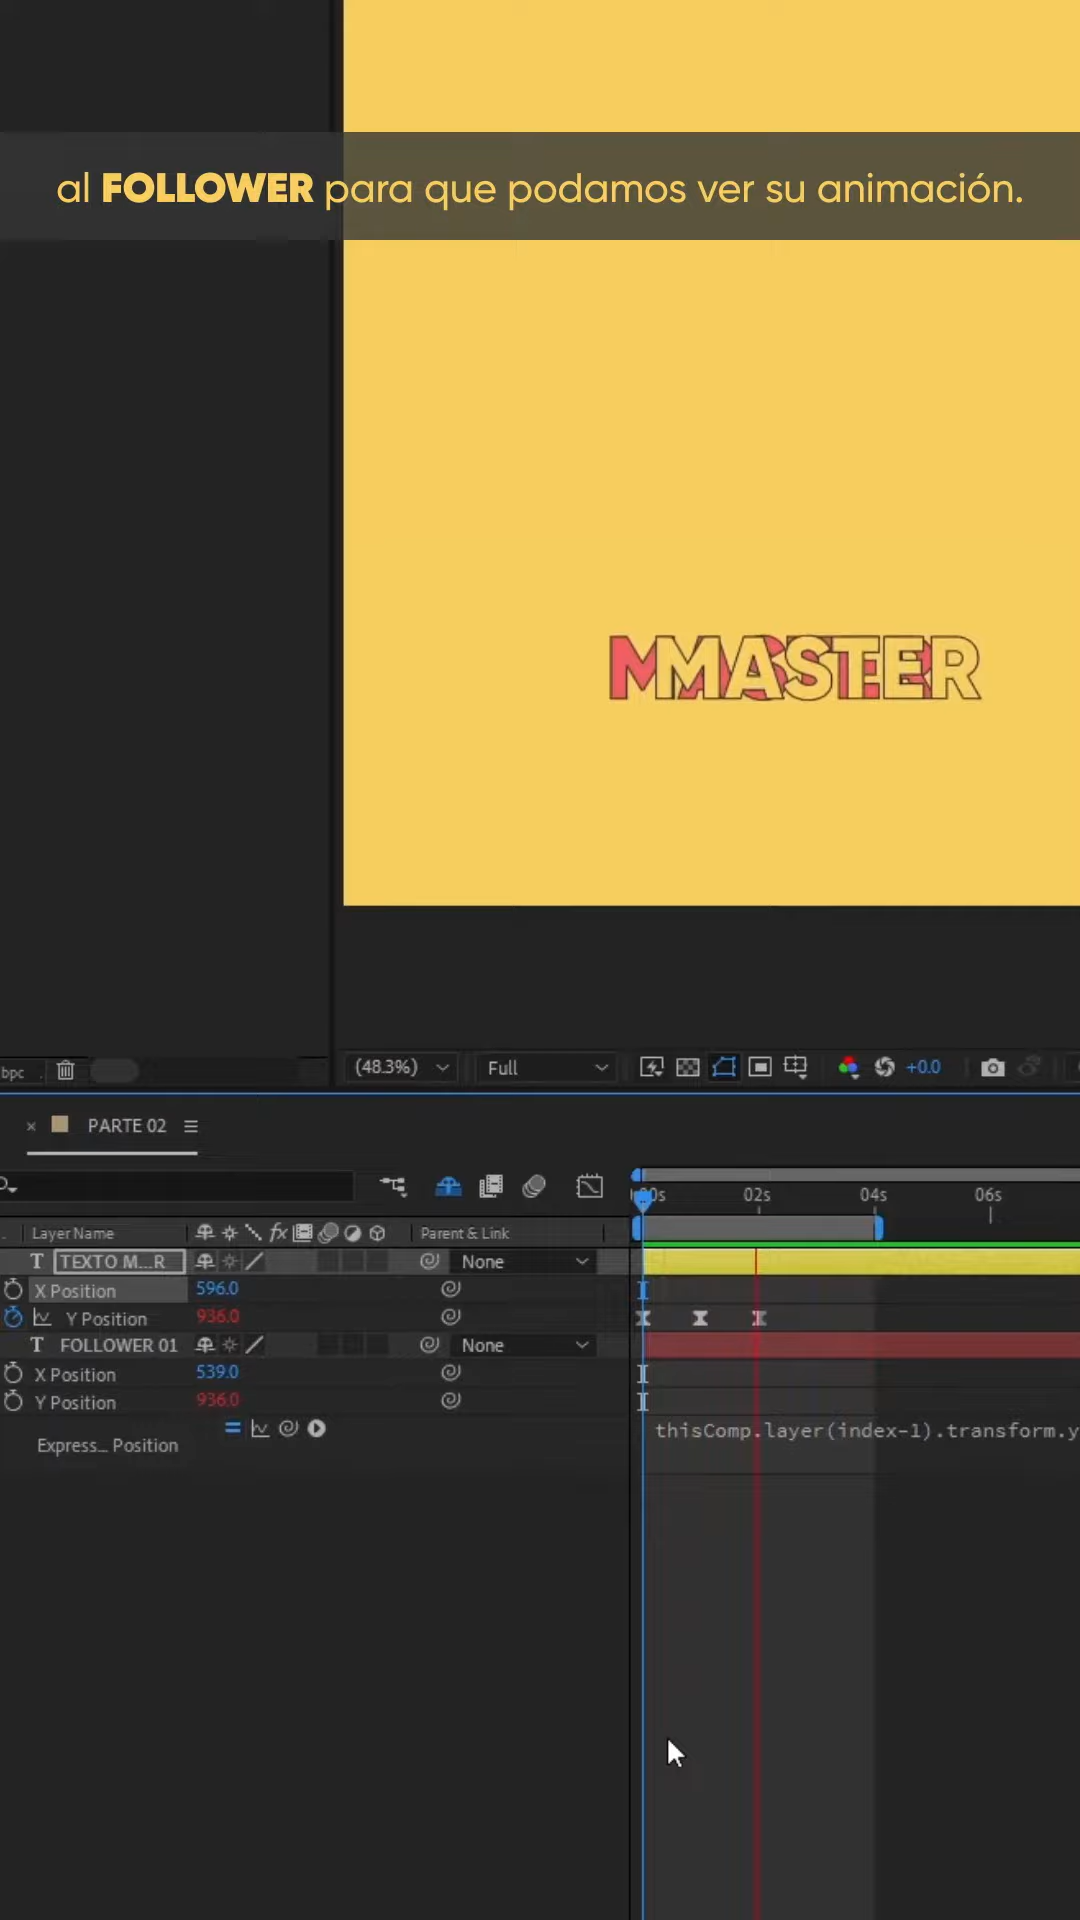 al FOLLOWER para que podamos ver su animación.
MASTER
bpc
(48.3%)
Full
+0.0
PARTE 02
02s
04s
06s
Layer Name
fx
Parent & Link
T TEXTO M...R
None
X Position
596.0
Y Position
936.0
T FOLLOWER 01
None
X Position
539.0
Y Position
936.0
Express... Position
thisComp.layer(index-1).transform.y